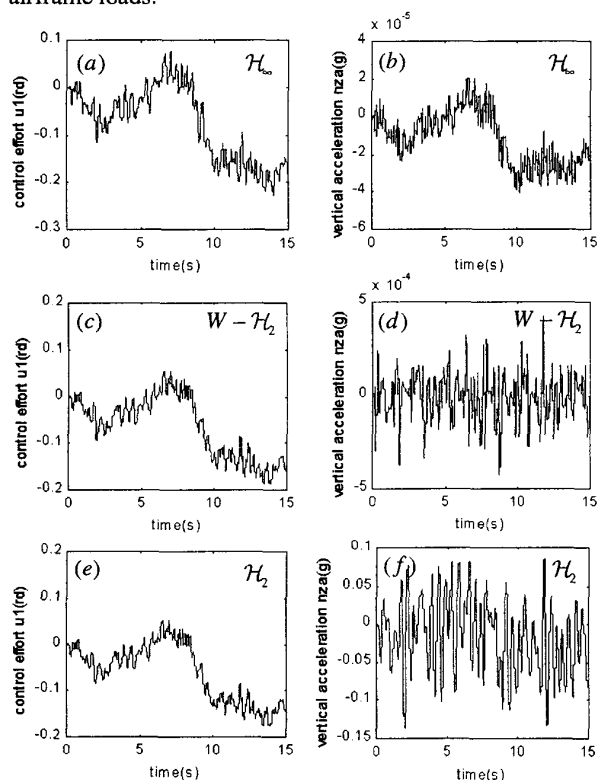 airframe loads.
0.1
0
-0.1
-0.2
-0.3
0
5
10
15
control effort u1(rd)
time(s)
(a)
H∞
x 10^-5
4
2
0
-2
-4
-6
0
5
10
15
vertical acceleration nza(g)
time(s)
(b)
H∞
0.2
0.1
0
-0.1
-0.2
0
5
10
15
control effort u1(rd)
time(s)
(c)
W – H2
x 10^-4
5
0
-5
0
5
10
15
vertical acceleration nza(g)
time(s)
(d)
W – H2
0.2
0.1
0
-0.1
-0.2
0
5
10
15
control effort u1(rd)
time(s)
(e)
H2
0.1
0.05
0
-0.05
-0.1
-0.15
0
5
10
15
vertical acceleration nza(g)
time(s)
(f)
H2